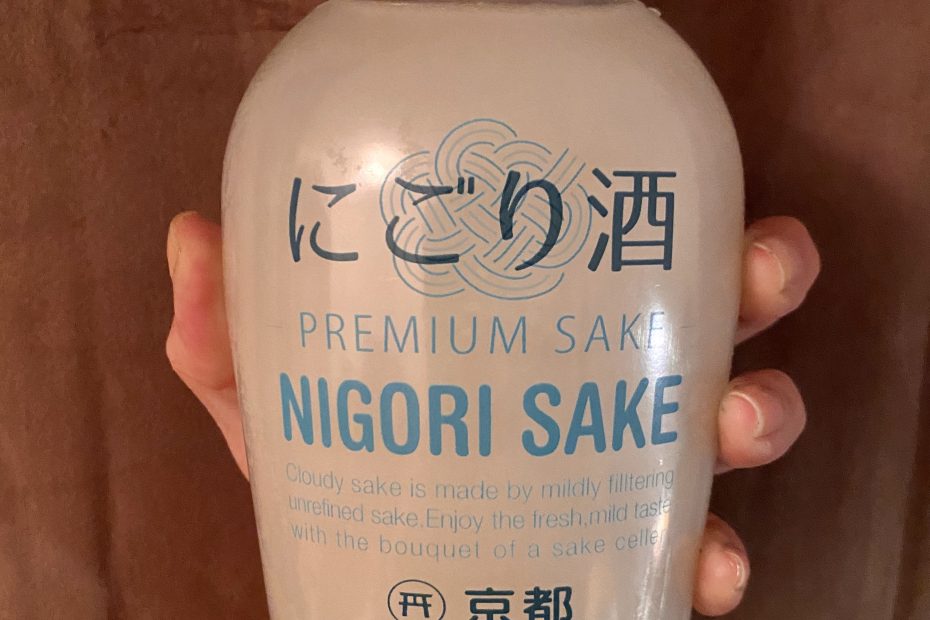 にごり酒
PREMIUM SAKE
NIGORI SAKE
Cloudy sake is made by mildly filltering
unrefined sake.Enjoy the fresh,mild taste
with the bouquet of a sake celler
京都